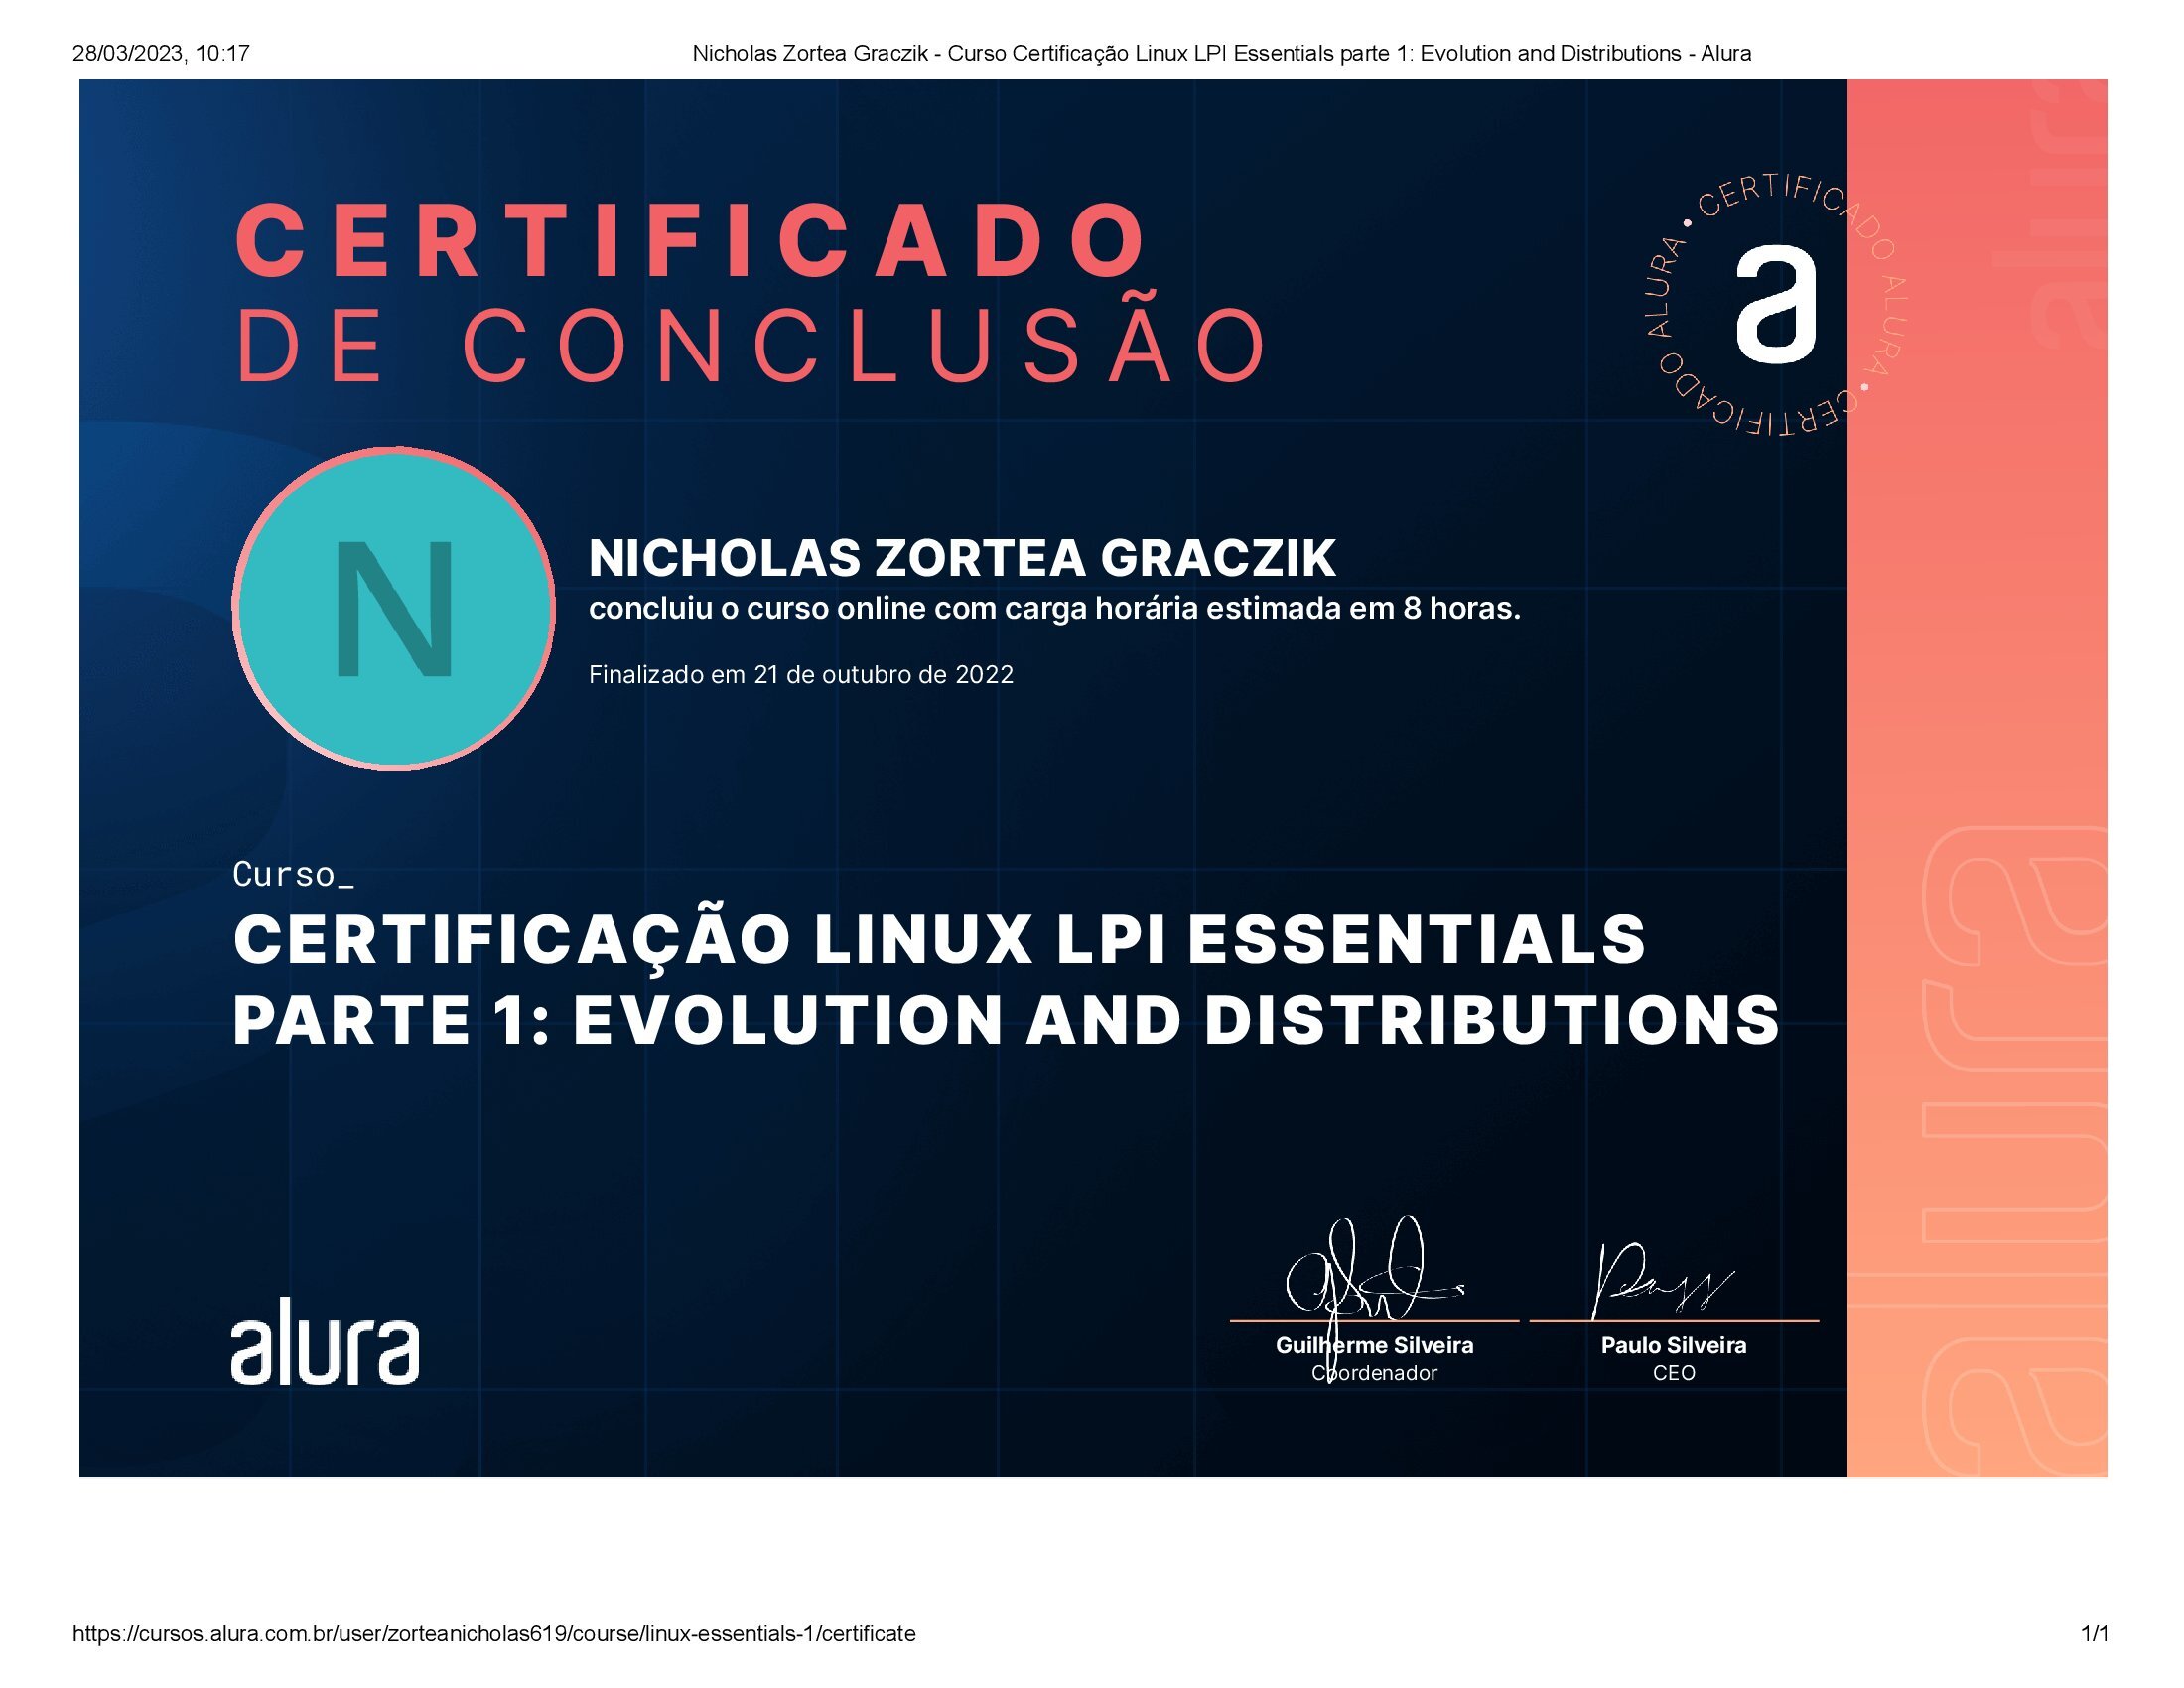 28/03/2023, 10:17
Nicholas Zortea Graczik - Curso Certificação Linux LPI Essentials parte 1: Evolution and Distributions - Alura
CERTIFICADO
DE CONCLUSÃO
CERTIFICADO ALURA • CERTIFICADO ALURA •
a
N
NICHOLAS ZORTEA GRACZIK
concluiu o curso online com carga horária estimada em 8 horas.
Finalizado em 21 de outubro de 2022
Curso_
CERTIFICAÇÃO LINUX LPI ESSENTIALS
PARTE 1: EVOLUTION AND DISTRIBUTIONS
alura
Guilherme Silveira
Coordenador
Paulo Silveira
CEO
alura
alura
https://cursos.alura.com.br/user/zorteanicholas619/course/linux-essentials-1/certificate
1/1